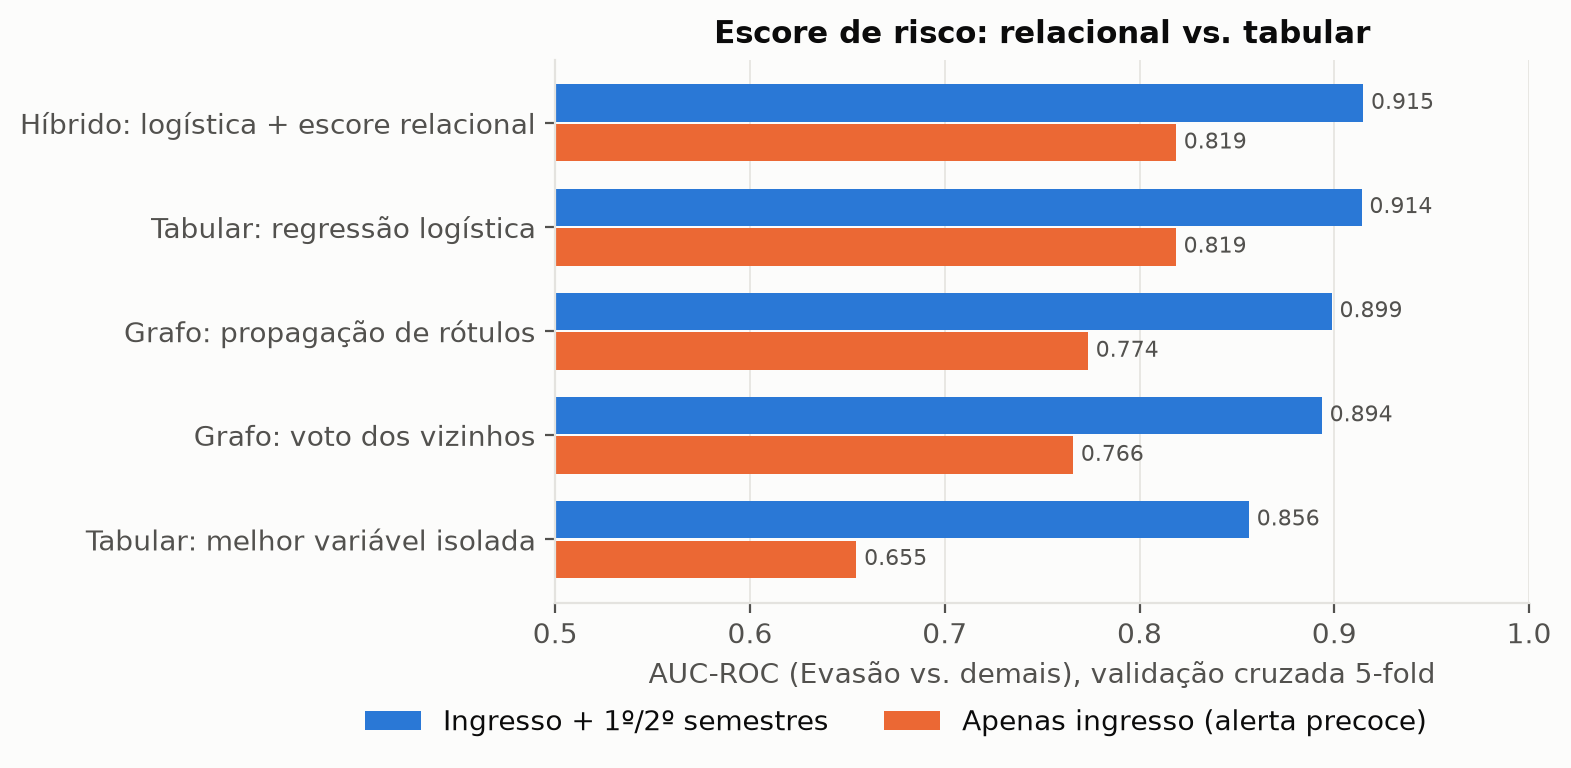 Escore de risco: relacional vs. tabular
Híbrido: logística + escore relacional
0.915
0.819
Tabular: regressão logística
0.914
0.819
Grafo: propagação de rótulos
0.899
0.774
Grafo: voto dos vizinhos
0.894
0.766
Tabular: melhor variável isolada
0.856
0.655
0.5 0.6 0.7 0.8 0.9 1.0
AUC-ROC (Evasão vs. demais), validação cruzada 5-fold
Ingresso + 1º/2º semestres Apenas ingresso (alerta precoce)